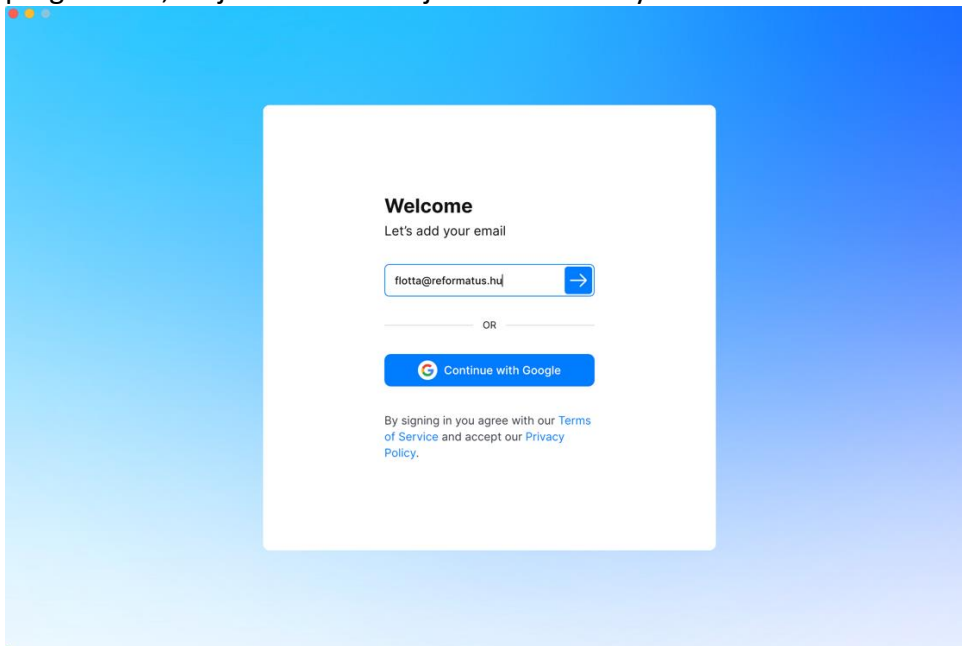 Welcome
Let's add your email
flotta@reformatus.hu
OR
Continue with Google
By signing in you agree with our Terms
of Service and accept our Privacy
Policy.